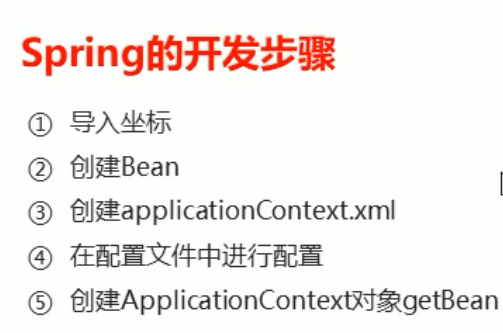 Spring的开发步骤
① 导入坐标
② 创建Bean
③ 创建applicationContext.xml
④ 在配置文件中进行配置
⑤ 创建ApplicationContext对象getBean